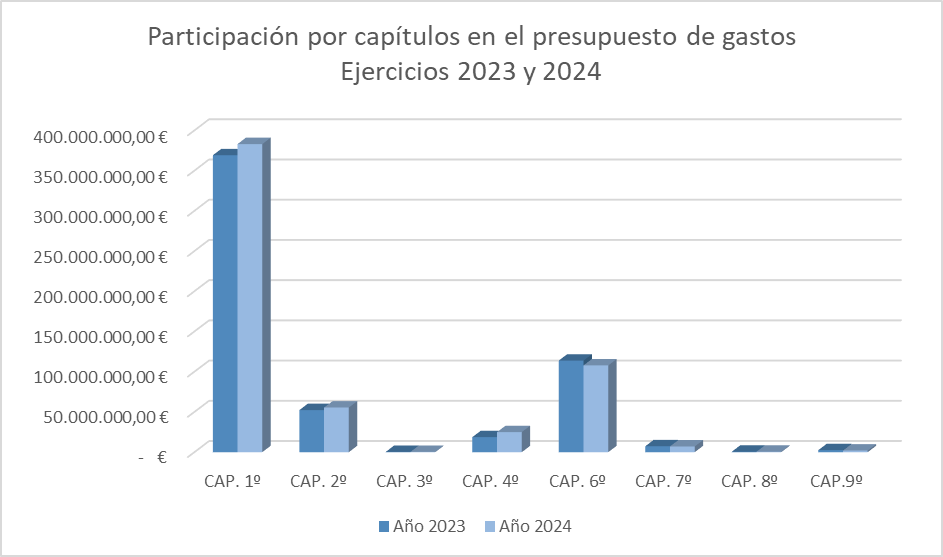 Participación por capítulos en el presupuesto de gastos
Ejercicios 2023 y 2024
400.000.000,00 €
350.000.000,00 €
300.000.000,00 €
250.000.000,00 €
200.000.000,00 €
150.000.000,00 €
100.000.000,00 €
50.000.000,00 €
- €
CAP. 1º CAP. 2º CAP. 3º CAP. 4º CAP. 6º CAP. 7º CAP. 8º CAP.9º
Año 2023 Año 2024